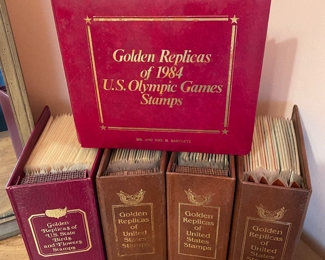 Golden Replicas
of 1984
U.S. Olympic Games
Stamps
Golden
Replicas of
U.S. State
Birds
and Flowers
Stamps
Golden
Replicas of
United States
Stamps
Golden
Replicas of
United States
Stamps
Golden
Replicas of
United States
Stamps